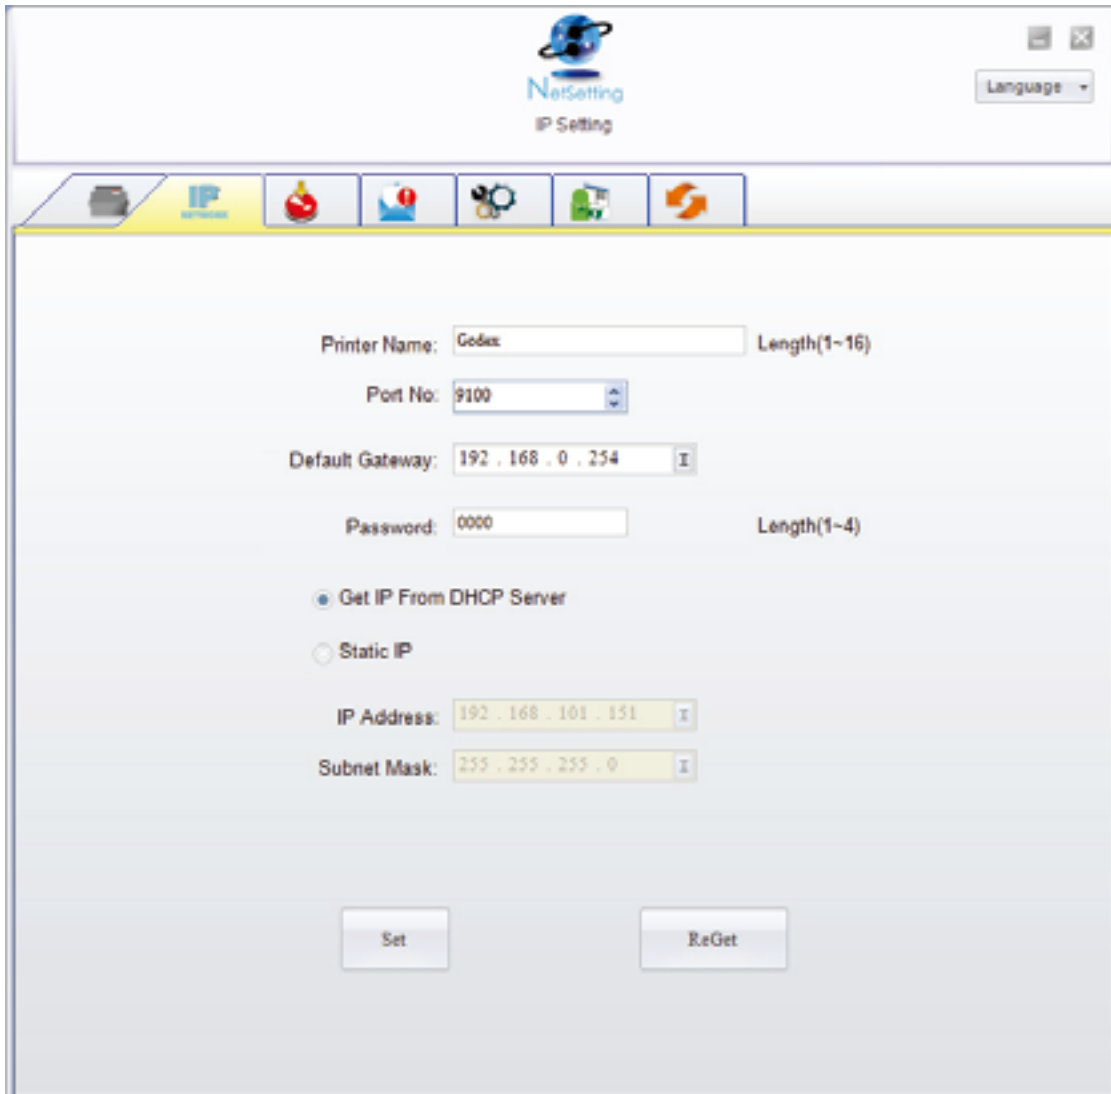 NetSetting
Language
IP Setting
IP
NETWORK
Printer Name: Godex Length(1~16)
Port No: 9100
Default Gateway: 192 . 168 . 0 . 254
Password: 0000 Length(1~4)
Get IP From DHCP Server
Static IP
IP Address: 192 . 168 . 101 . 151
Subnet Mask: 255 . 255 . 255 . 0
Set ReGet